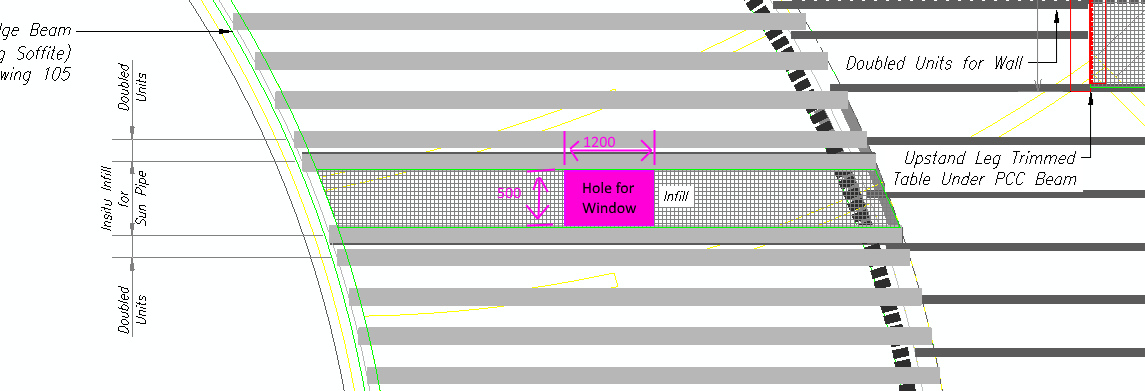 ge Beam
g Soffite)
wing 105
Doubled
Units
Insitu Infill
for
Sun Pipe
Doubled
Units
1200
500
Hole for
Window
Infill
Doubled Units for Wall
Upstand Leg Trimmed
Table Under PCC Beam